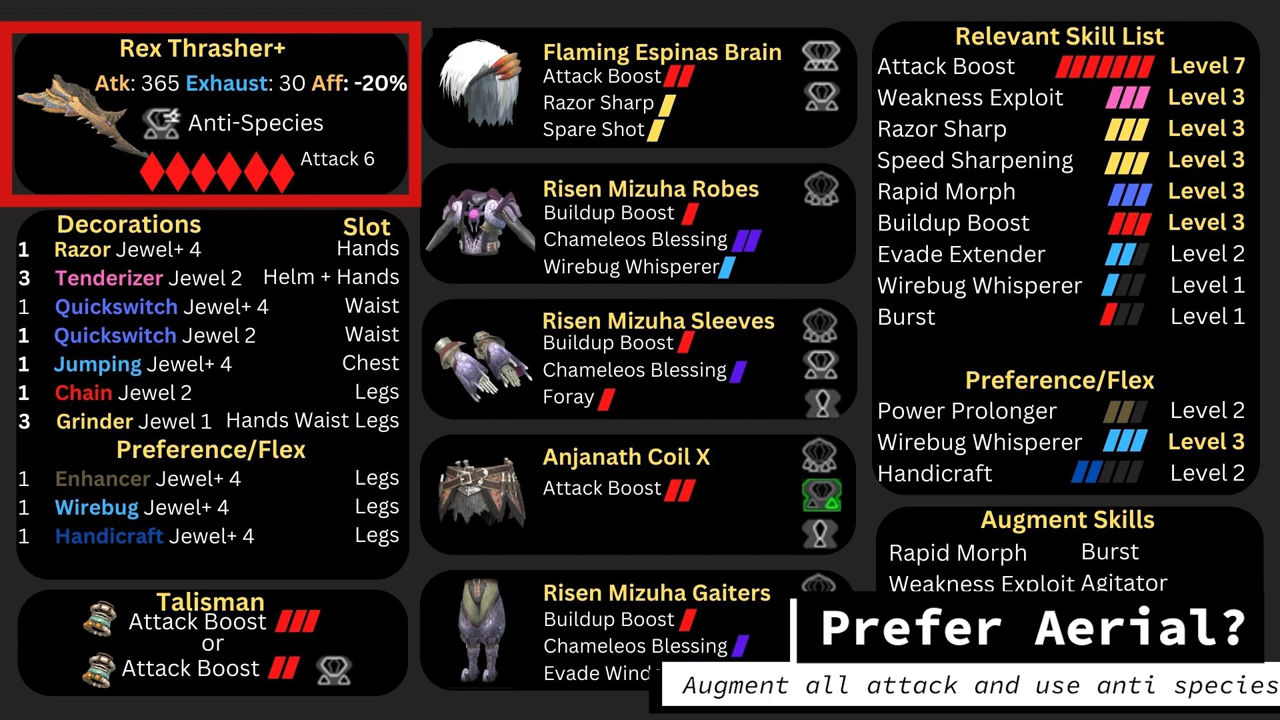 Rex Thrasher+
Atk: 365 Exhaust: 30 Aff: -20%
Anti-Species
Attack 6
Decorations Slot
1 Razor Jewel+ 4 Hands
3 Tenderizer Jewel 2 Helm + Hands
1 Quickswitch Jewel+ 4 Waist
1 Quickswitch Jewel 2 Waist
1 Jumping Jewel+ 4 Chest
1 Chain Jewel 2 Legs
3 Grinder Jewel 1 Hands Waist Legs
Preference/Flex
1 Enhancer Jewel+ 4 Legs
1 Wirebug Jewel+ 4 Legs
1 Handicraft Jewel+ 4 Legs
Talisman
Attack Boost
or
Attack Boost
Flaming Espinas Brain
Attack Boost
Razor Sharp
Spare Shot
Risen Mizuha Robes
Buildup Boost
Chameleos Blessing
Wirebug Whisperer
Risen Mizuha Sleeves
Buildup Boost
Chameleos Blessing
Foray
Anjanath Coil X
Attack Boost
Risen Mizuha Gaiters
Buildup Boost
Chameleos Blessing
Evade Wind
Relevant Skill List
Attack Boost Level 7
Weakness Exploit Level 3
Razor Sharp Level 3
Speed Sharpening Level 3
Rapid Morph Level 3
Buildup Boost Level 3
Evade Extender Level 2
Wirebug Whisperer Level 1
Burst Level 1
Preference/Flex
Power Prolonger Level 2
Wirebug Whisperer Level 3
Handicraft Level 2
Augment Skills
Rapid Morph Burst
Weakness Exploit Agitator
Prefer Aerial?
Augment all attack and use anti species